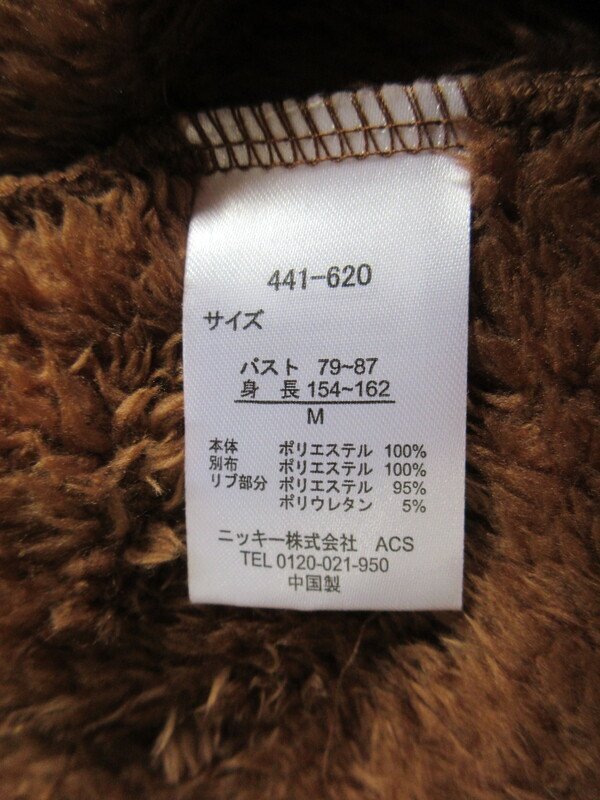 441-620
サイズ
バスト 79~87
身 長 154~162
M
本体 ポリエステル 100%
別布 ポリエステル 100%
リブ部分 ポリエステル 95%
ポリウレタン 5%
ニッキー株式会社 ACS
TEL 0120-021-950
中国製